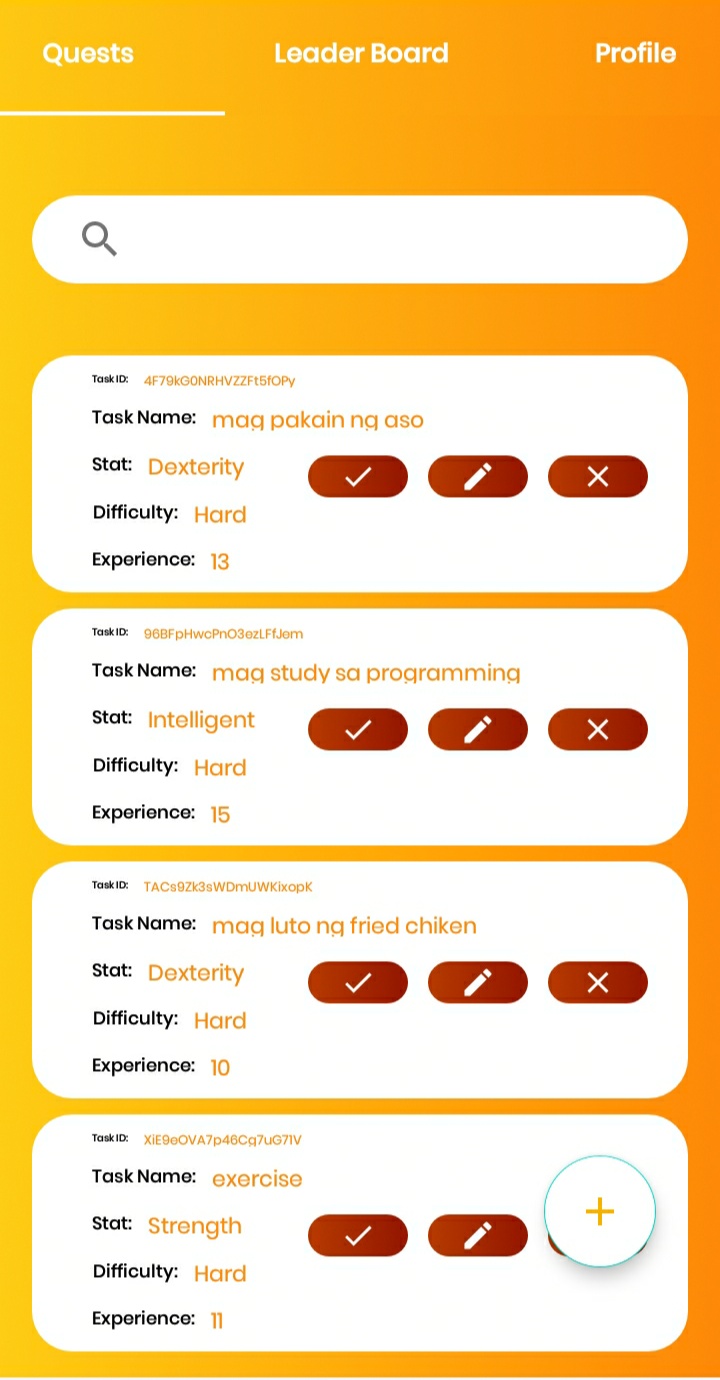 Quests Leader Board Profile
Task ID: 4F79kG0NRHVZZFt5fOPy
Task Name: mag pakain ng aso
Stat: Dexterity
Difficulty: Hard
Experience: 13
Task ID: 96BFpHwcPnO3ezLFfJem
Task Name: mag study sa programming
Stat: Intelligent
Difficulty: Hard
Experience: 15
Task ID: TACs9Zk3sWDmUWKixopK
Task Name: mag luto ng fried chiken
Stat: Dexterity
Difficulty: Hard
Experience: 10
Task ID: XiE9eOVA7p46Cg7uG71V
Task Name: exercise
Stat: Strength
Difficulty: Hard
Experience: 11